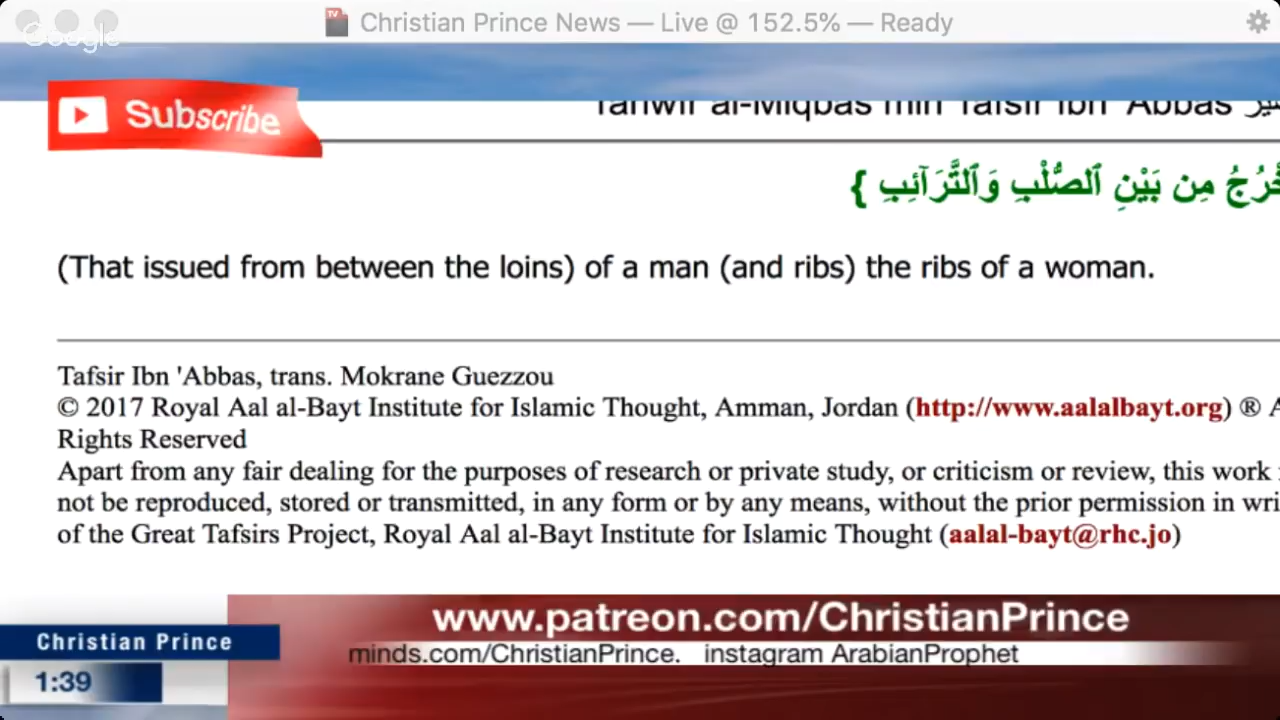 Christian Prince News — Live @ 152.5% — Ready
Google
Subscribe
Tanwîr al-Miqbâs min Tafsîr Ibn 'Abbâs
مِن بَيْنِ ٱلصُّلْبِ وَٱلتَّرَآئِبِ }
(That issued from between the loins) of a man (and ribs) the ribs of a woman.
Tafsir Ibn 'Abbas, trans. Mokrane Guezzou
© 2017 Royal Aal al-Bayt Institute for Islamic Thought, Amman, Jordan (http://www.aalalbayt.org) ® A
Rights Reserved
Apart from any fair dealing for the purposes of research or private study, or criticism or review, this work
not be reproduced, stored or transmitted, in any form or by any means, without the prior permission in wri
of the Great Tafsirs Project, Royal Aal al-Bayt Institute for Islamic Thought (aalal-bayt@rhc.jo)
www.patreon.com/ChristianPrince
Christian Prince
minds.com/ChristianPrince. instagram ArabianProphet
1:39